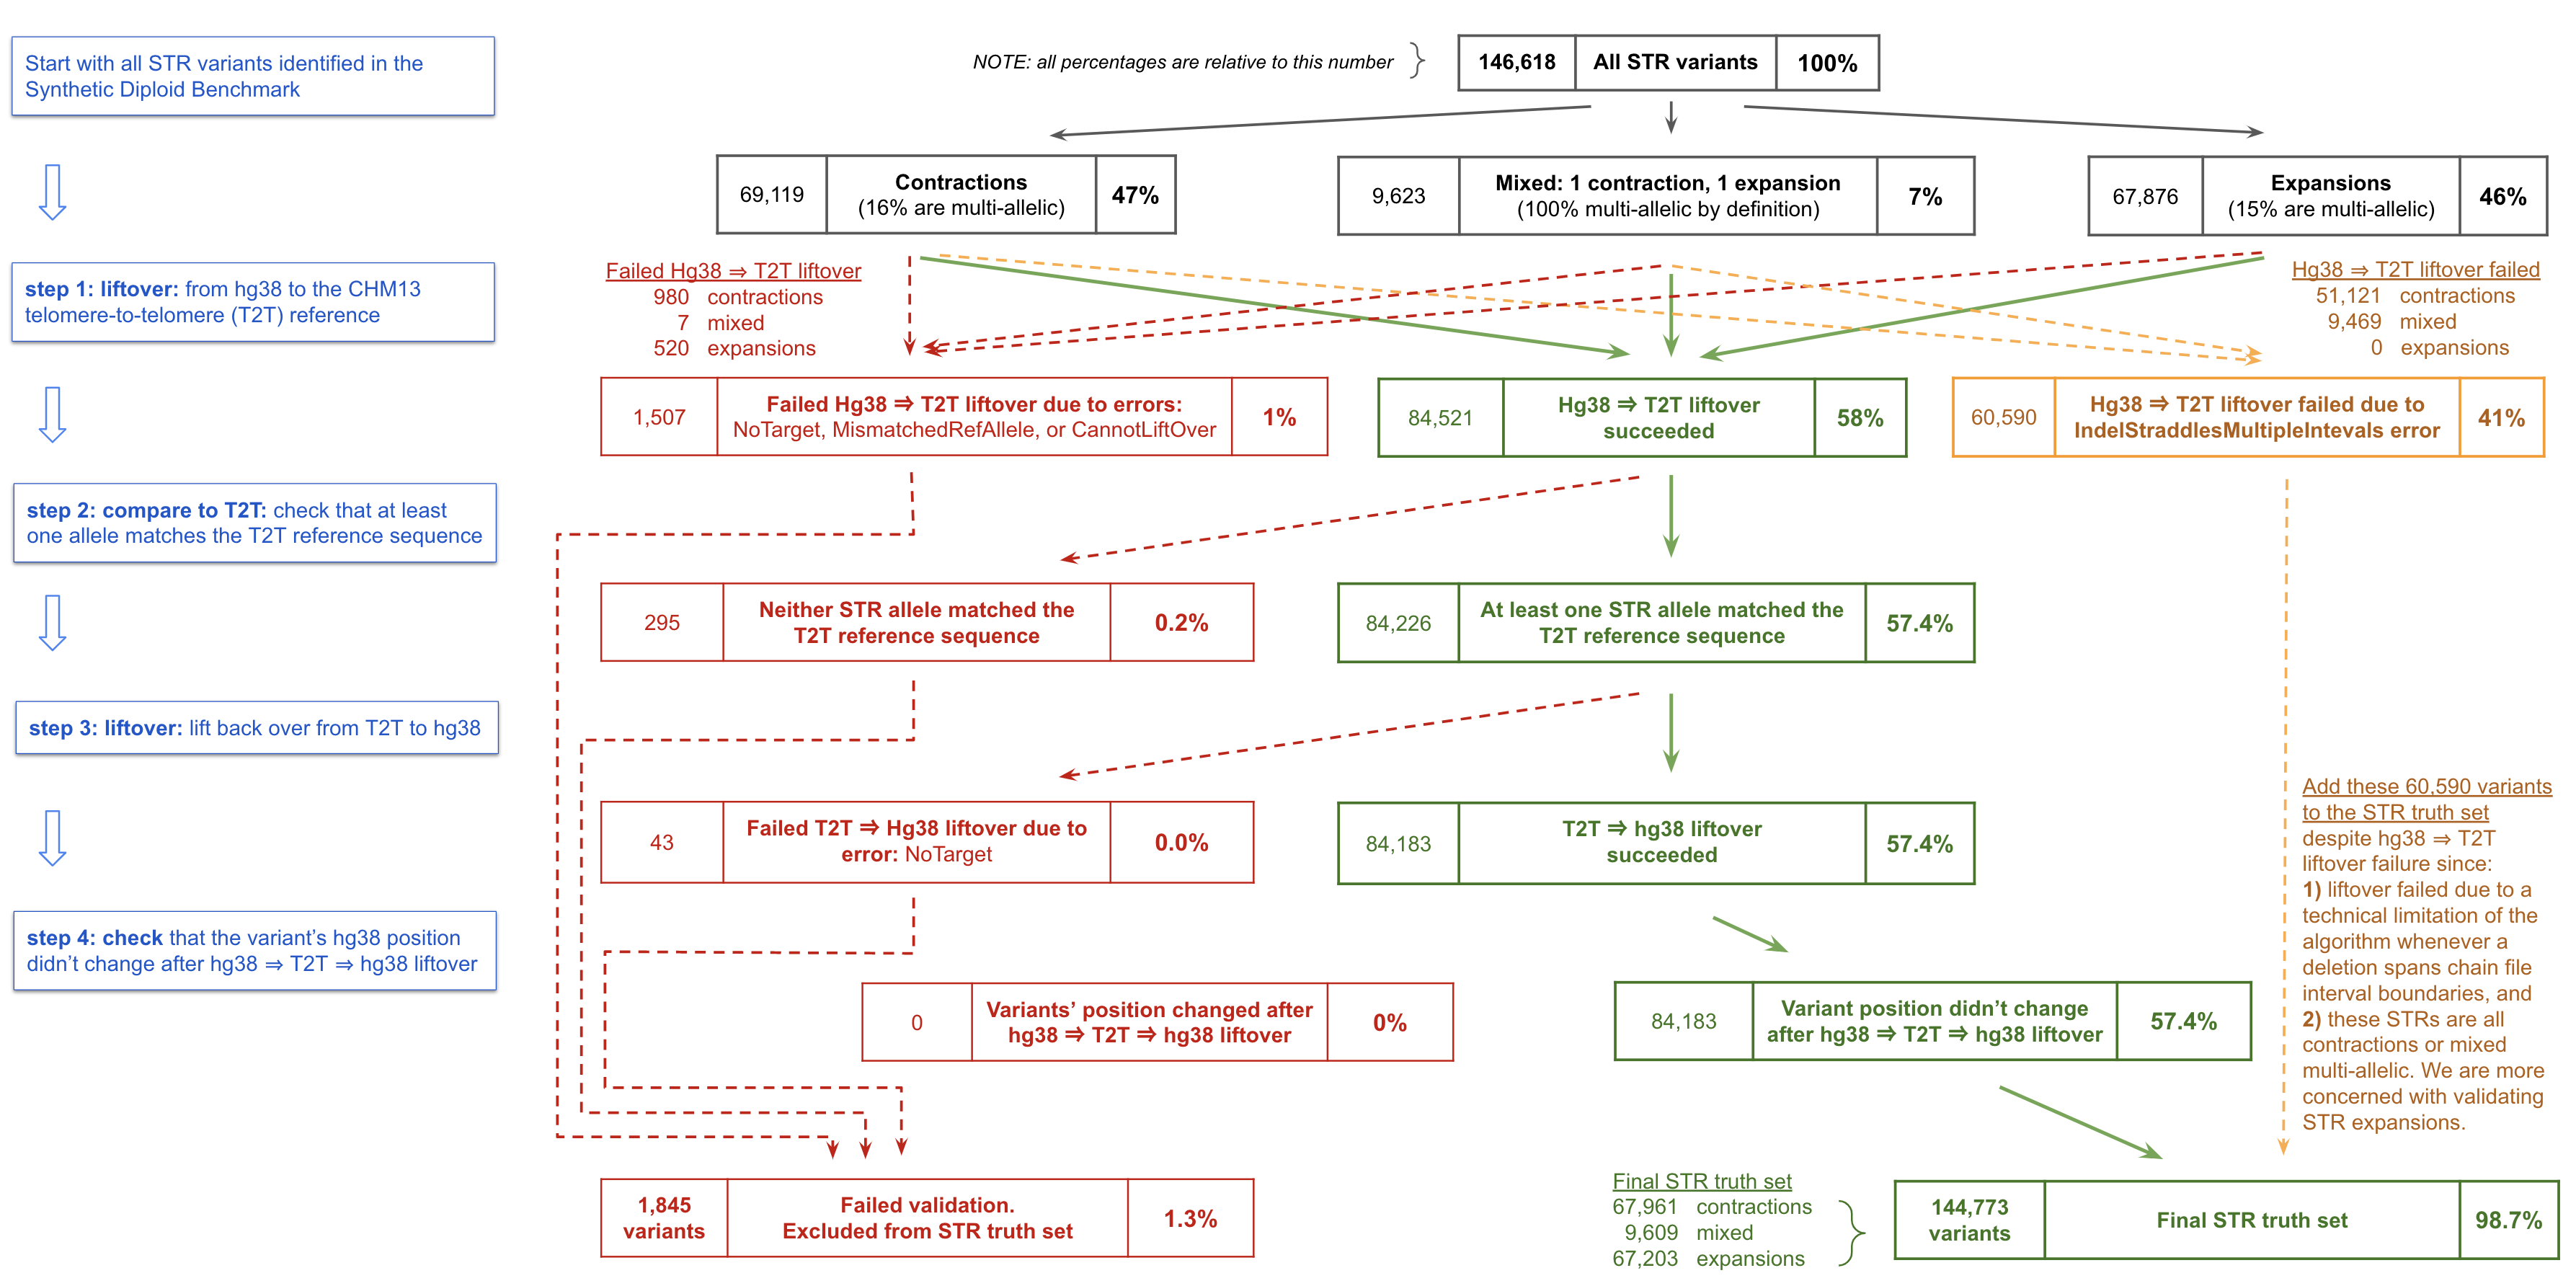 Start with all STR variants identified in the
Synthetic Diploid Benchmark
NOTE: all percentages are relative to this number
146,618 All STR variants 100%
69,119
Contractions
(16% are multi-allelic)
47%
9,623
Mixed: 1 contraction, 1 expansion
(100% multi-allelic by definition)
7%
67,876
Expansions
(15% are multi-allelic)
46%
step 1: liftover: from hg38 to the CHM13
telomere-to-telomere (T2T) reference
Failed Hg38 ⇒ T2T liftover
980 contractions
7 mixed
520 expansions
Hg38 ⇒ T2T liftover failed
51,121 contractions
9,469 mixed
0 expansions
1,507
Failed Hg38 ⇒ T2T liftover due to errors:
NoTarget, MismatchedRefAllele, or CannotLiftOver
1%
84,521
Hg38 ⇒ T2T liftover
succeeded
58%
60,590
Hg38 ⇒ T2T liftover failed due to
IndelStraddlesMultipleIntevals error
41%
step 2: compare to T2T: check that at least
one allele matches the T2T reference sequence
295
Neither STR allele matched the
T2T reference sequence
0.2%
84,226
At least one STR allele matched the
T2T reference sequence
57.4%
step 3: liftover: lift back over from T2T to hg38
43
Failed T2T ⇒ Hg38 liftover due to
error: NoTarget
0.0%
84,183
T2T ⇒ hg38 liftover
succeeded
57.4%
Add these 60,590 variants
to the STR truth set
despite hg38 ⇒ T2T
liftover failure since:
1) liftover failed due to a
technical limitation of the
algorithm whenever a
deletion spans chain file
interval boundaries, and
2) these STRs are all
contractions or mixed
multi-allelic. We are more
concerned with validating
STR expansions.
step 4: check that the variant's hg38 position
didn't change after hg38 ⇒ T2T ⇒ hg38 liftover
0
Variants' position changed after
hg38 ⇒ T2T ⇒ hg38 liftover
0%
84,183
Variant position didn't change
after hg38 ⇒ T2T ⇒ hg38 liftover
57.4%
1,845
variants
Failed validation.
Excluded from STR truth set
1.3%
Final STR truth set
67,961 contractions
9,609 mixed
67,203 expansions
144,773
variants
Final STR truth set
98.7%